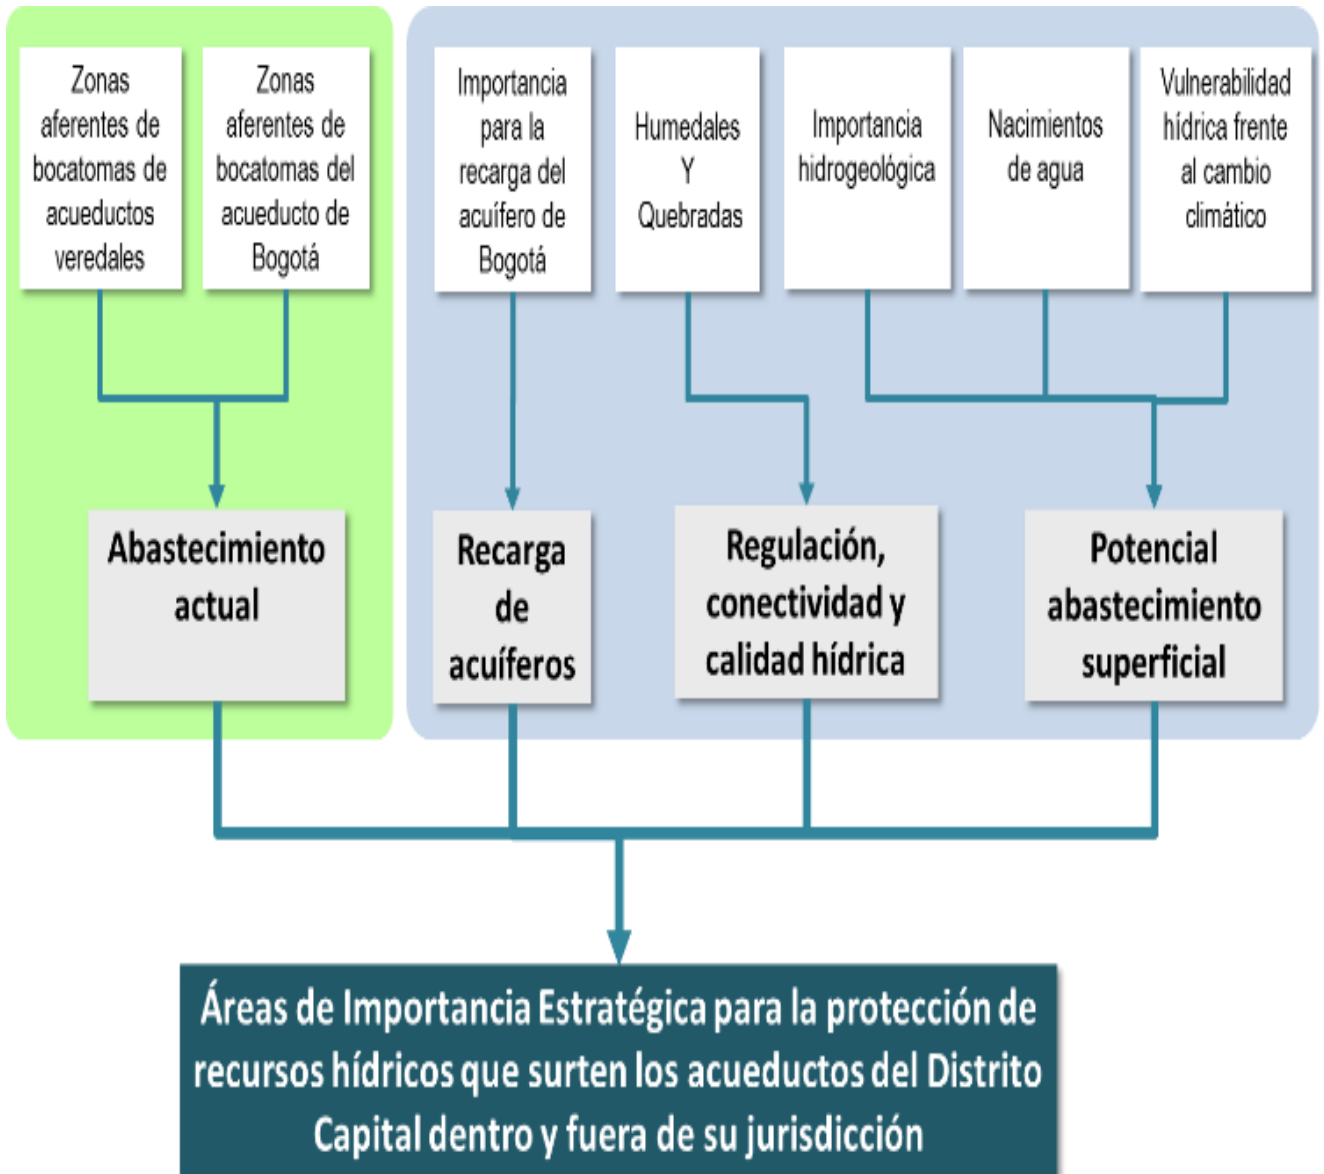 Zonas
aferentes de
bocatomas de
acueductos
veredales
Zonas
aferentes de
bocatomas del
acueducto de
Bogotá
Importancia
para la
recarga del
acuífero de
Bogotá
Humedales
Y
Quebradas
Importancia
hidrogeológica
Nacimientos
de agua
Vulnerabilidad
hídrica frente
al cambio
climático
Abastecimiento
actual
Recarga
de
acuíferos
Regulación,
conectividad y
calidad hídrica
Potencial
abastecimiento
superficial
Áreas de Importancia Estratégica para la protección de
recursos hídricos que surten los acueductos del Distrito
Capital dentro y fuera de su jurisdicción